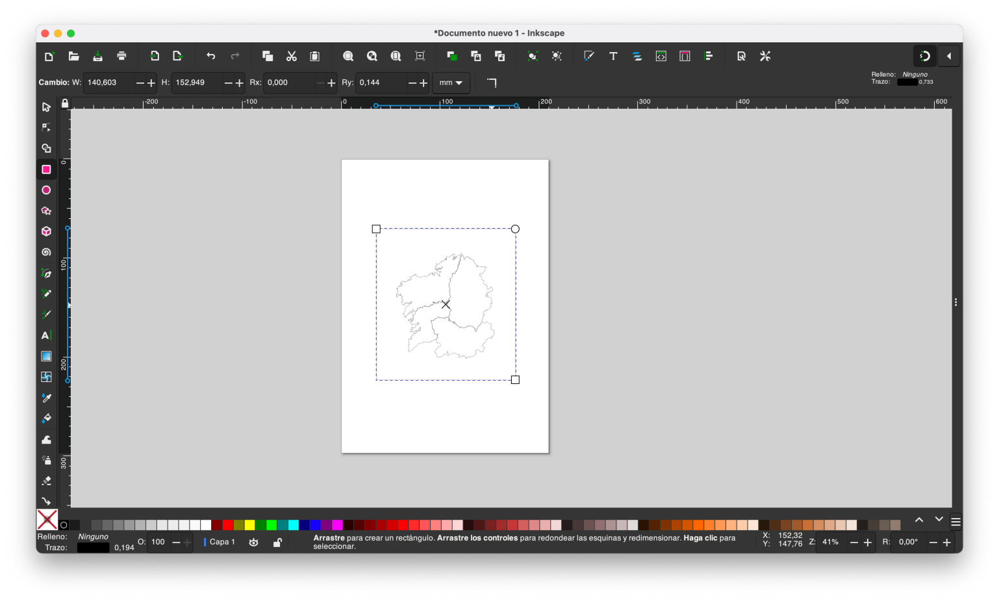 *Documento nuevo 1 - Inkscape
Cambio: W: 140,603 H: 152,949 Rx: 0,000 Ry: 0,144 mm
Relleno: Ninguno
Trazo: 0,733
-200 -100 0 100 200 300 400 500 600
0
100
200
300
Relleno: Ninguno
Trazo: 0,194
O: 100
Capa 1
Arrastre para crear un rectángulo. Arrastre los controles para redondear las esquinas y redimensionar. Haga clic para
seleccionar.
X: 152,32
Y: 147,76
Z: 41%
R: 0,00°